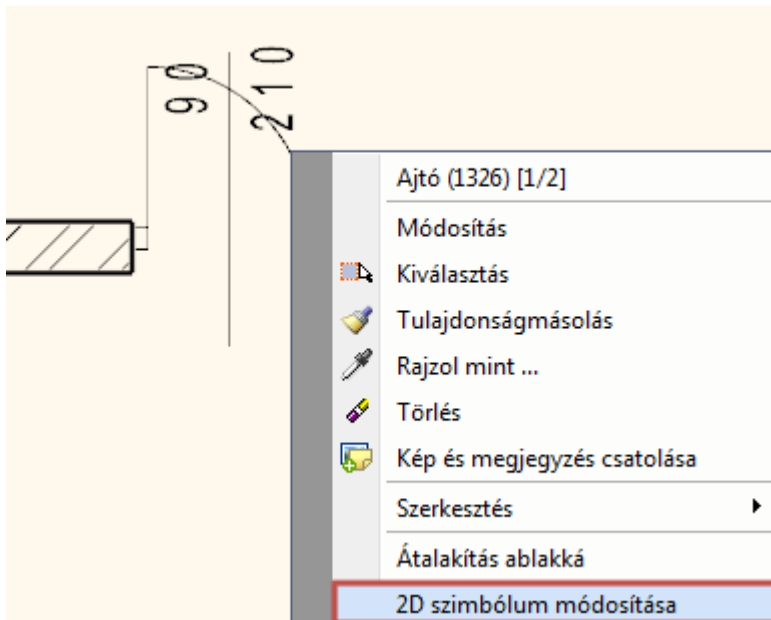 90
210
Ajtó (1326) [1/2]
Módosítás
Kiválasztás
Tulajdonságmásolás
Rajzol mint ...
Törlés
Kép és megjegyzés csatolása
Szerkesztés
Átalakítás ablakká
2D szimbólum módosítása